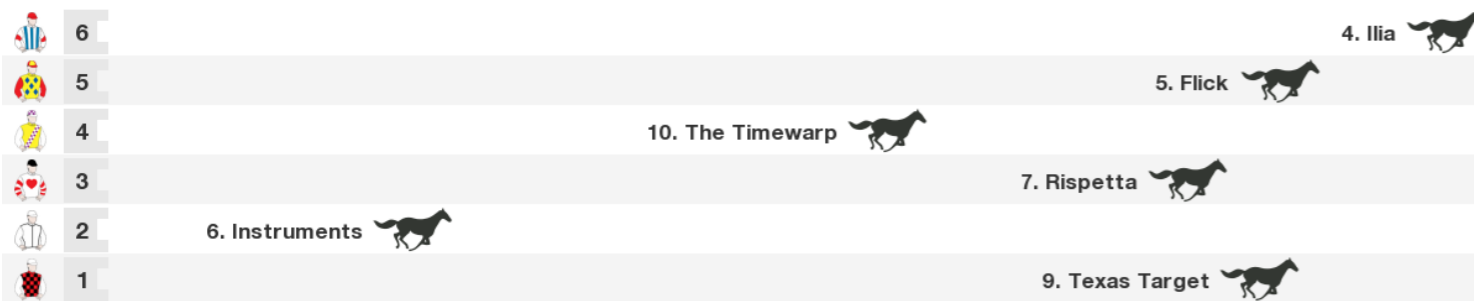 6 4. Ilia
5 5. Flick
4 10. The Timewarp
3 7. Rispetta
2 6. Instruments
1 9. Texas Target